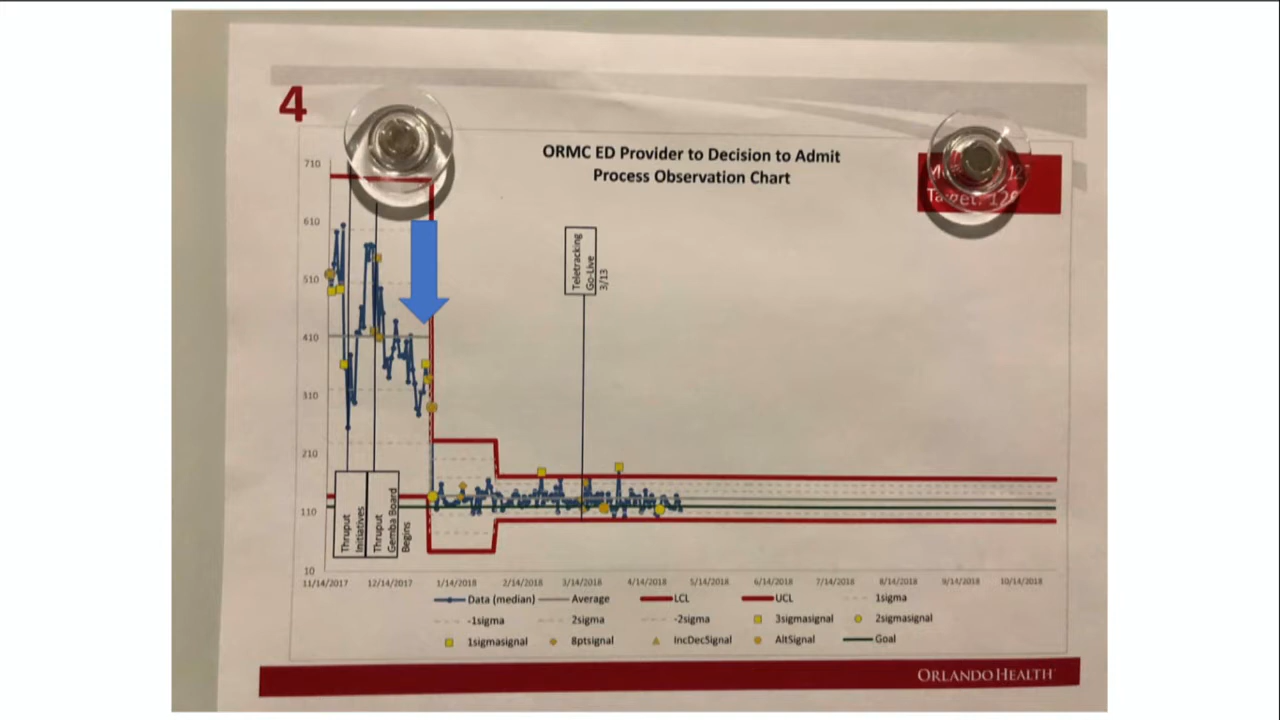 4
ORMC ED Provider to Decision to Admit
Process Observation Chart
Target: 120
710
610
510
410
310
210
110
10
Teletracking
Go-Live
3/13
Thruput
Initiatives
Thruput
Gemba Board
Begins
11/14/2017 12/14/2017 1/14/2018 2/14/2018 3/14/2018 4/14/2018 5/14/2018 6/14/2018 7/14/2018 8/14/2018 9/14/2018 10/14/2018
Data (median) Average LCL UCL 1sigma
-1sigma 2sigma -2sigma 3sigmasignal 2sigmasignal
1sigmasignal 8ptsignal IncDecSignal AltSignal Goal
ORLANDO HEALTH